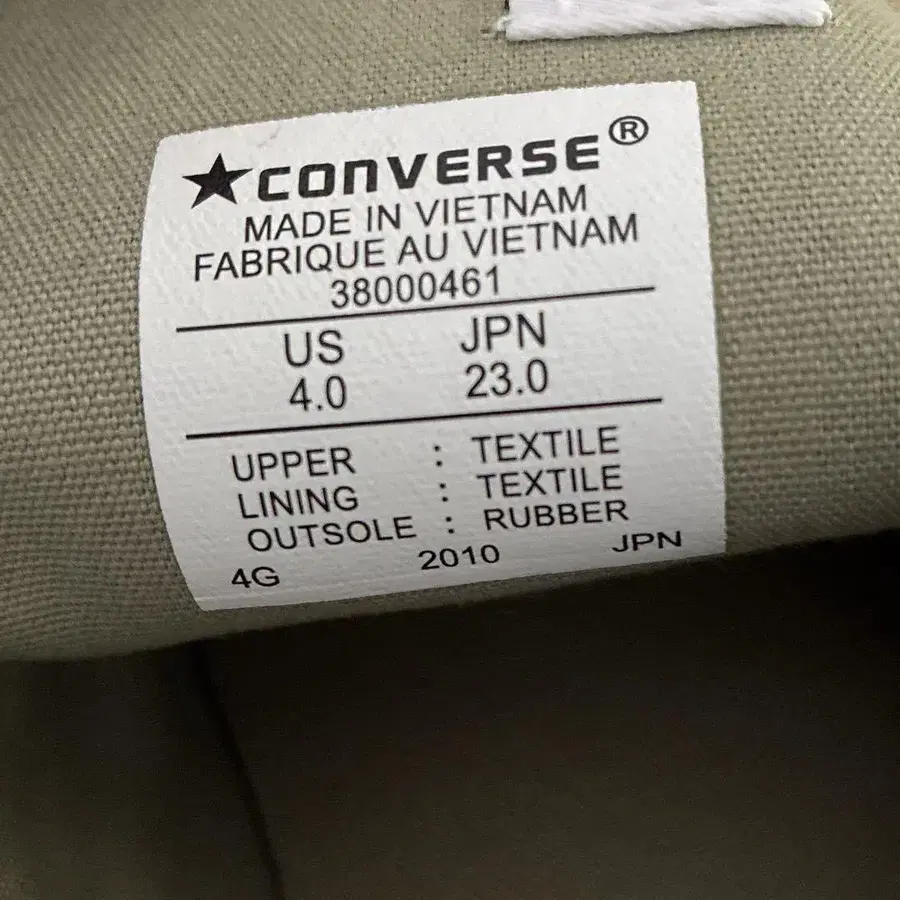 ★CONVERSE®
MADE IN VIETNAM
FABRIQUE AU VIETNAM
38000461
US JPN
4.0 23.0
UPPER : TEXTILE
LINING : TEXTILE
OUTSOLE : RUBBER
4G 2010 JPN